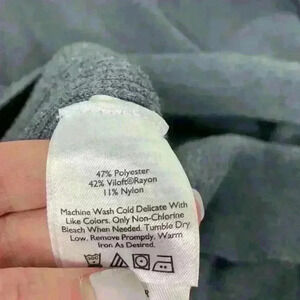 47% Polyester
42% Viloft®Rayon
11% Nylon
Machine Wash Cold Delicate With
Like Colors. Only Non-Chlorine
Bleach When Needed. Tumble Dry
Low. Remove Promptly. Warm
Iron As Desired.